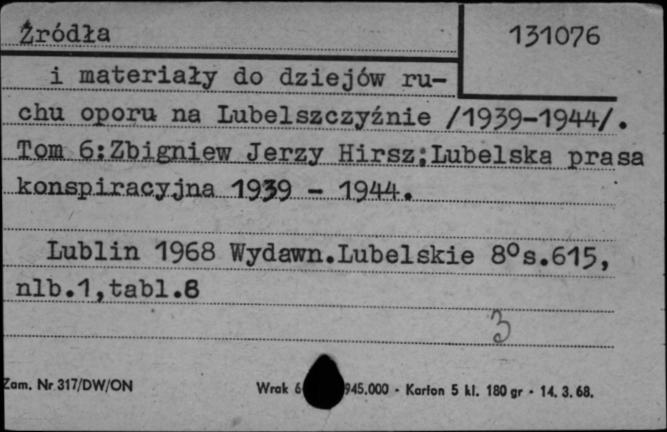 Źródła
131076
i materiały do dziejów ru-
chu oporu na Lubelszczyźnie /1939-1944/.
Tom 6:Zbigniew Jerzy Hirsz;Lubelska prasa
konspiracyjna 1939 - 1944.
Lublin 1968 Wydawn.Lubelskie 8°s.615,
nlb.1,tabl.8
3
Zam. Nr 317/DW/ON
Wrak 6 945.000 - Karton 5 kl. 180 gr - 14. 3. 68.